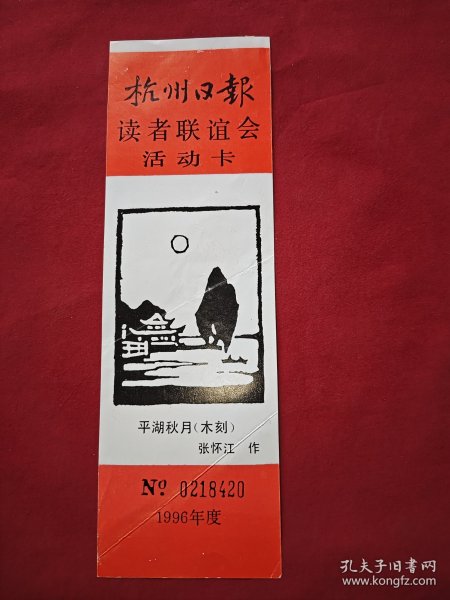 杭州日報
读者联谊会
活动卡
平湖秋月(木刻)
张怀江 作
Nº 0218420
1996年度
孔夫子旧书网
www.kongfz.com